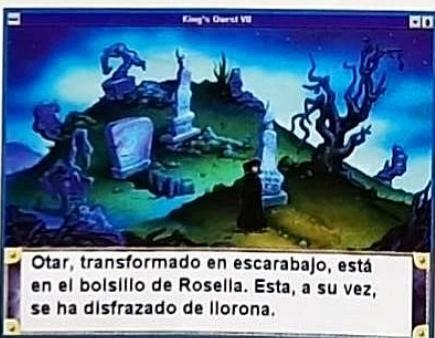 King's Quest VII
Otar, transformado en escarabajo, está
en el bolsillo de Rosella. Esta, a su vez,
se ha disfrazado de llorona.